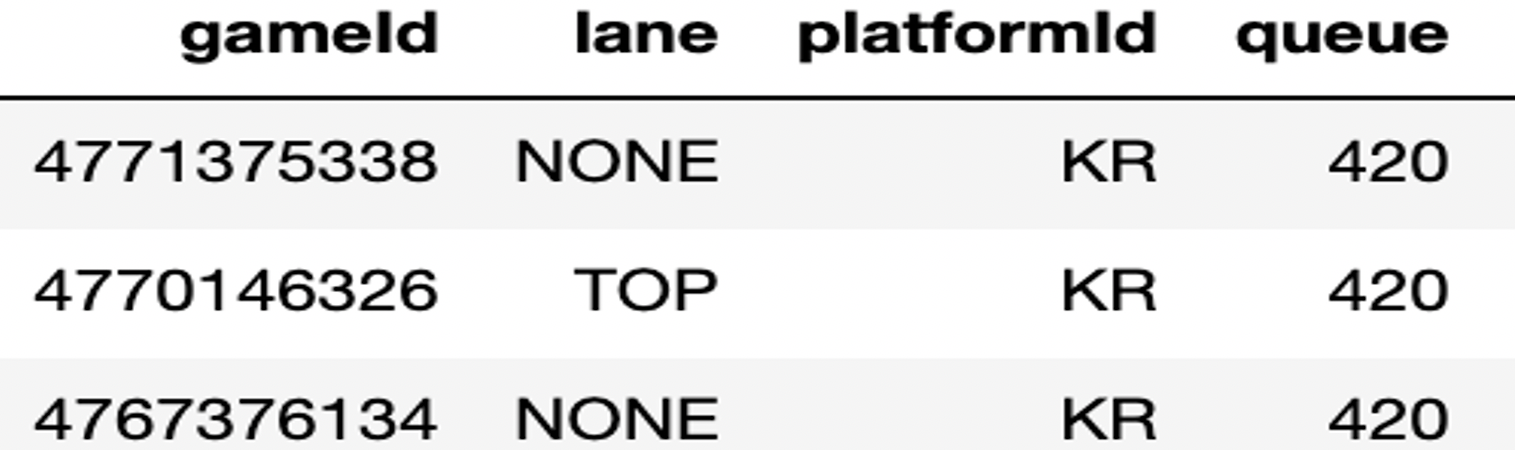 gameId lane platformId queue
4771375338 NONE KR 420
4770146326 TOP KR 420
4767376134 NONE KR 420